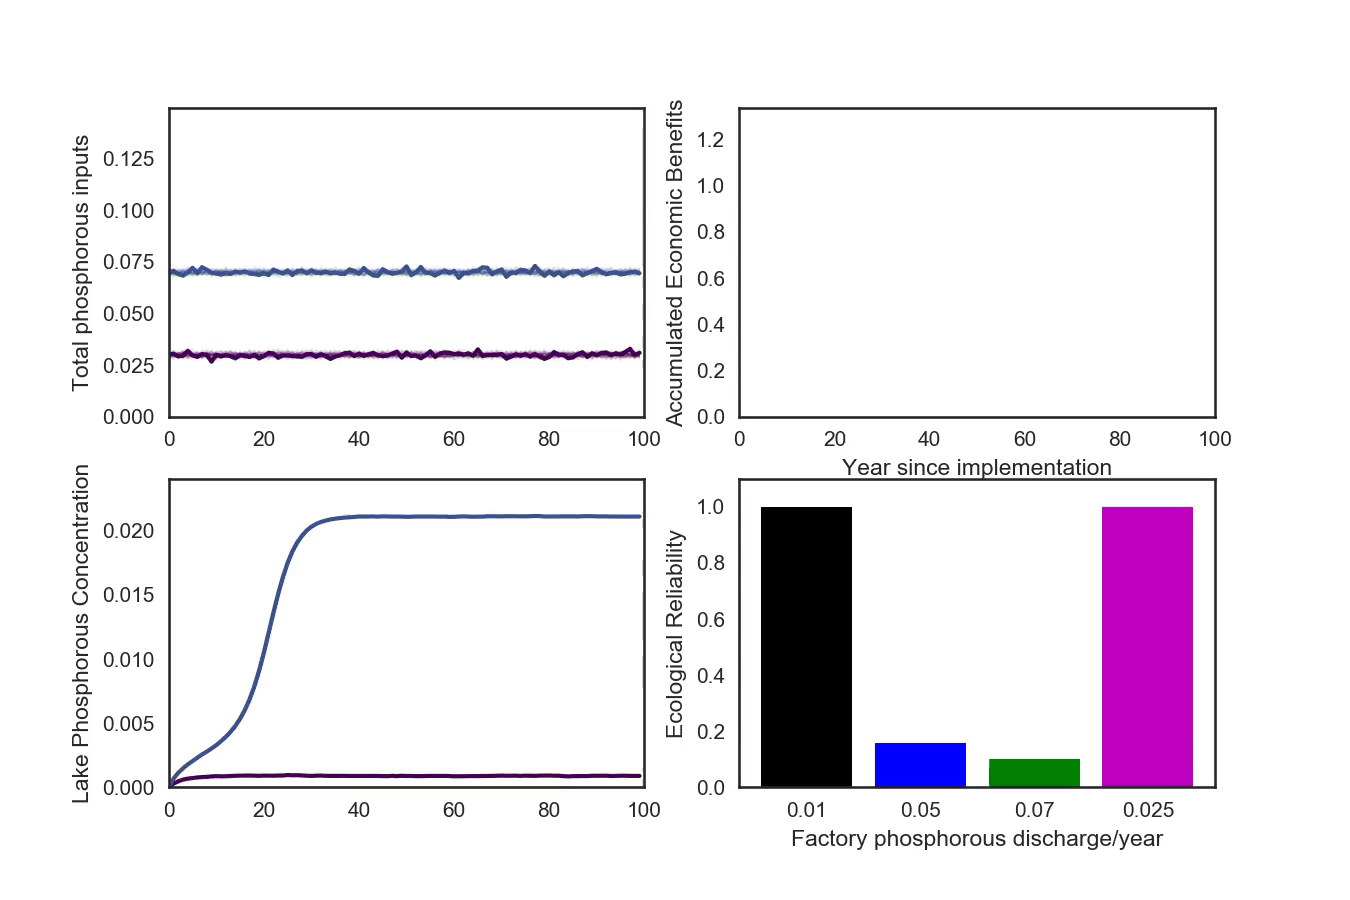 Total phosphorous inputs
0.125
0.100
0.075
0.050
0.025
0.000
0 20 40 60 80 100
Accumulated Economic Benefits
1.2
1.0
0.8
0.6
0.4
0.2
0.0
0 20 40 60 80 100
Year since implementation
Lake Phosphorous Concentration
0.020
0.015
0.010
0.005
0.000
0 20 40 60 80 100
Ecological Reliability
1.0
0.8
0.6
0.4
0.2
0.0
0.01 0.05 0.07 0.025
Factory phosphorous discharge/year